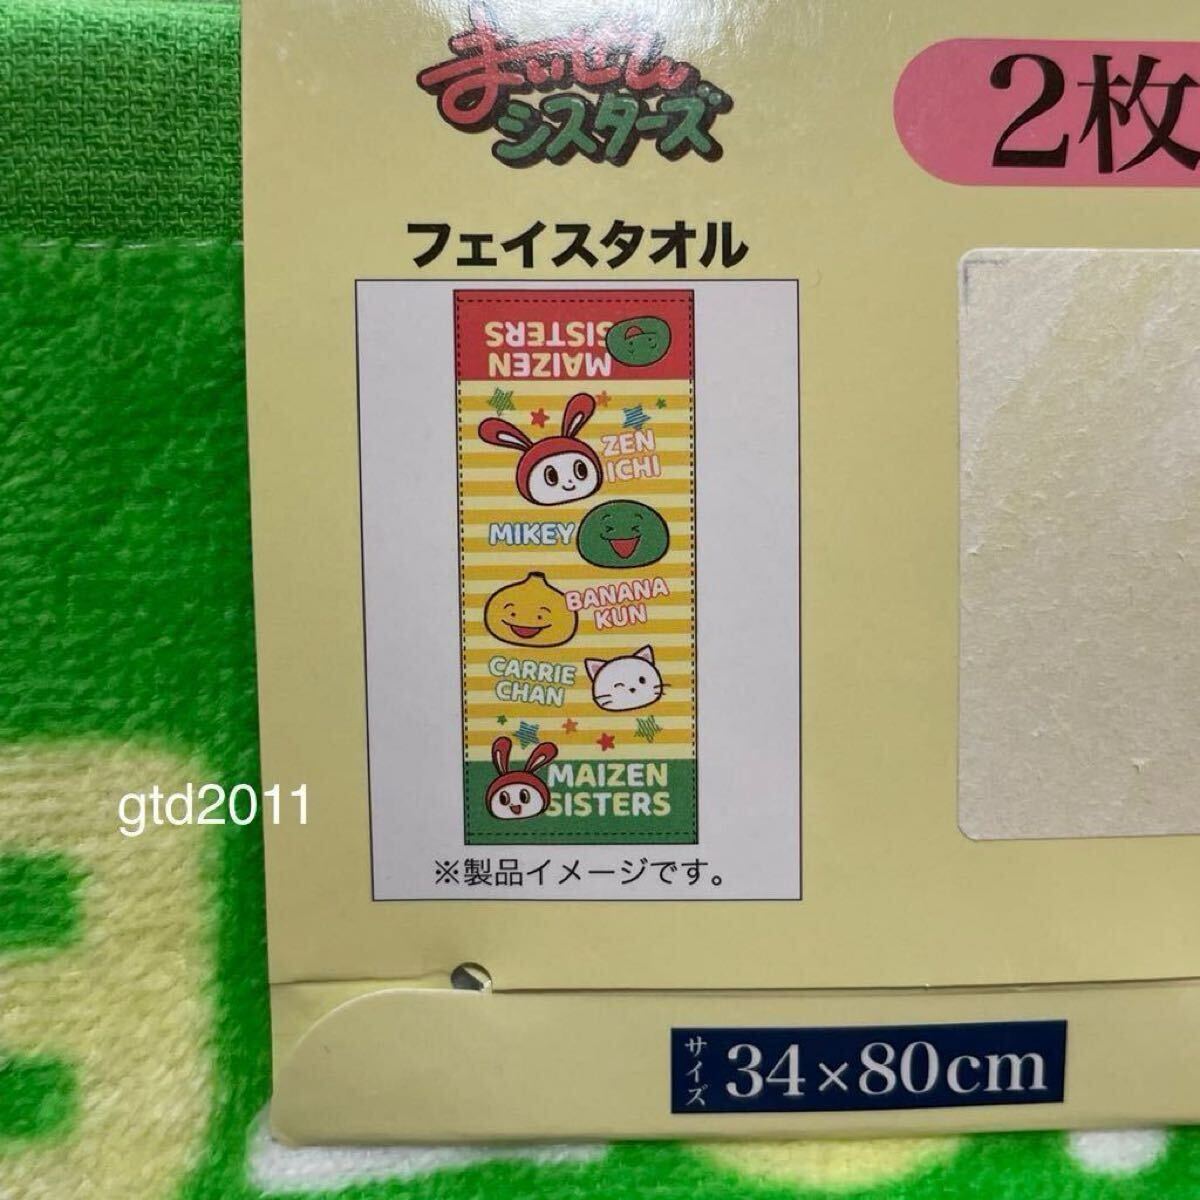 まいぜん
シスターズ
2枚
フェイスタオル
MAIZEN
SISTERS
ZEN
ICHI
MIKEY
BANANA
KUN
CARRIE
CHAN
MAIZEN
SISTERS
※製品イメージです。
gtd2011
サイズ 34×80cm